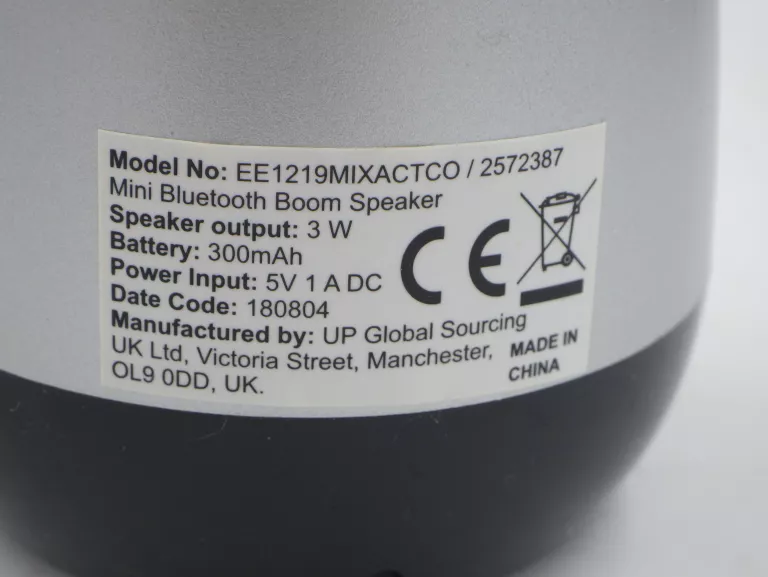 Model No: EE1219MIXACTCO / 2572387
Mini Bluetooth Boom Speaker
Speaker output: 3 W
Battery: 300mAh
Power Input: 5V 1 A DC
Date Code: 180804
CE
Manufactured by: UP Global Sourcing
UK Ltd, Victoria Street, Manchester,
OL9 0DD, UK.
MADE IN
CHINA